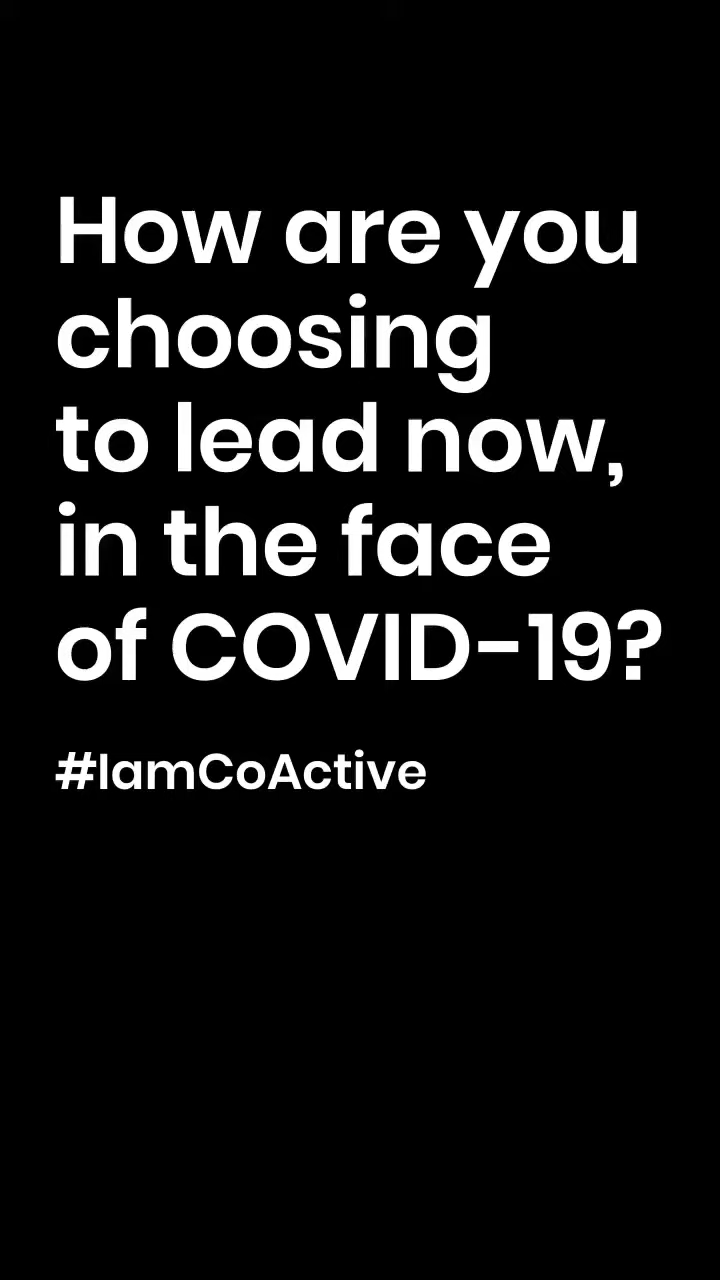 How are you
choosing
to lead now,
in the face
of COVID-19?
#IamCoActive